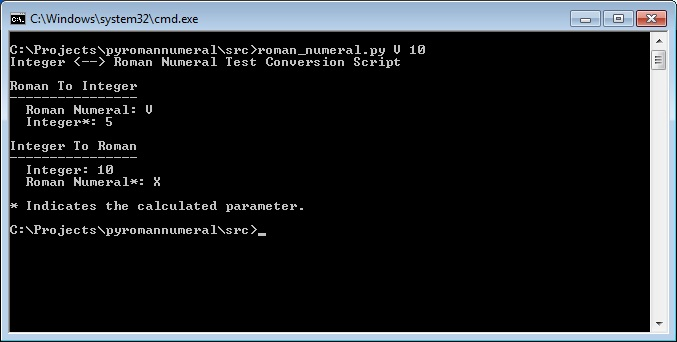 C:\Windows\system32\cmd.exe
C:\Projects\pyromannumeral\src>roman_numeral.py V 10
Integer <--> Roman Numeral Test Conversion Script
Roman To Integer
----------------
Roman Numeral: V
Integer*: 5
Integer To Roman
----------------
Integer: 10
Roman Numeral*: X
* Indicates the calculated parameter.
C:\Projects\pyromannumeral\src>_